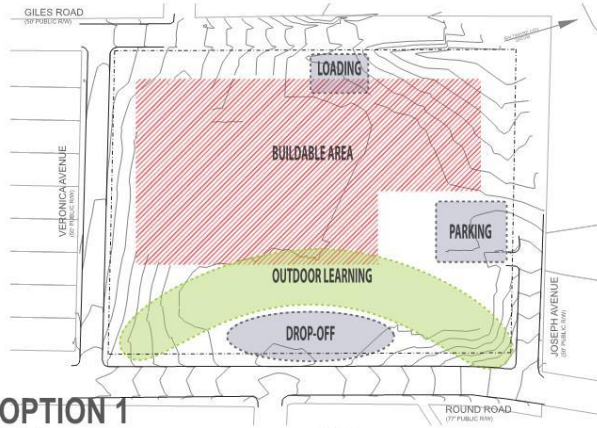 GILES ROAD
(50' PUBLIC R/W)
LOADING
BUILDABLE AREA
VERONICA AVENUE
(50' PUBLIC R/W)
PARKING
OUTDOOR LEARNING
DROP-OFF
JOSEPH AVENUE
(50' PUBLIC R/W)
OPTION 1
ROUND ROAD
(77' PUBLIC R/W)